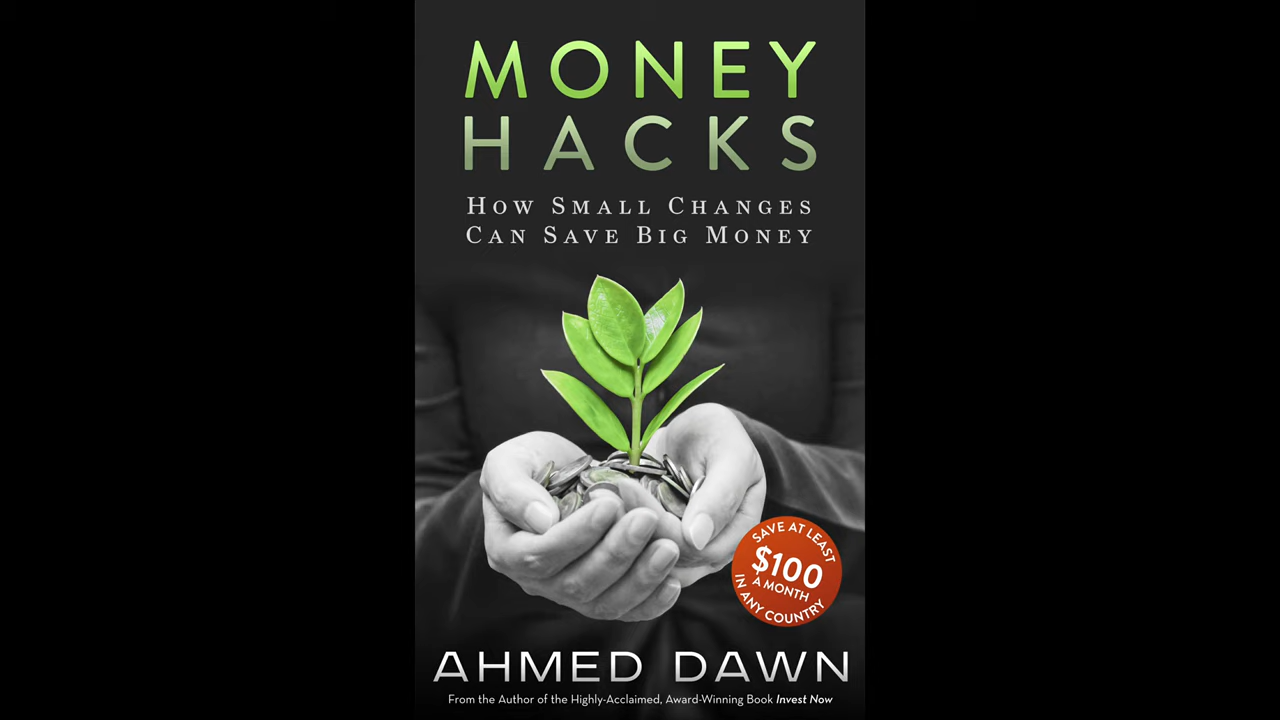 MONEY
HACKS
HOW SMALL CHANGES
CAN SAVE BIG MONEY
SAVE AT LEAST
$100
A MONTH
IN ANY COUNTRY
AHMED DAWN
From the Author of the Highly-Acclaimed, Award-Winning Book Invest Now